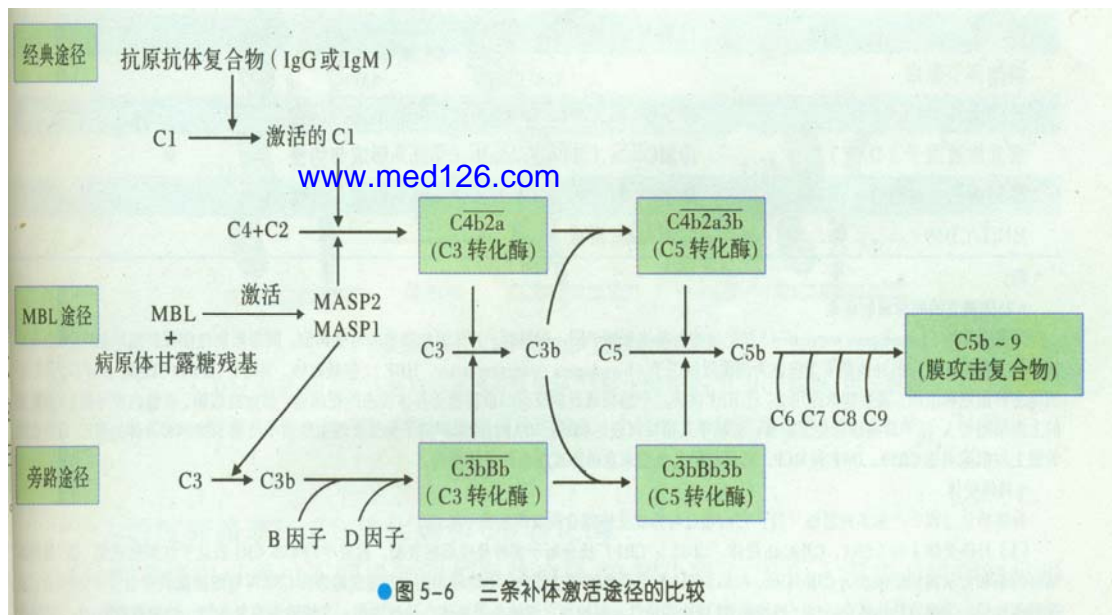 经典途径
抗原抗体复合物(IgG或IgM)
C1
激活的C1
www.med126.com
C4+C2
C4b2a
(C3转化酶)
C4b2a3b
(C5转化酶)
MBL途径
MBL
激活
MASP2
MASP1
+
病原体甘露糖残基
C3
C3b
C5
C5b
C5b~9
(膜攻击复合物)
C6 C7 C8 C9
旁路途径
C3
C3b
C3bBb
(C3转化酶)
C3bBb3b
(C5转化酶)
B因子
D因子
●图5-6 三条补体激活途径的比较